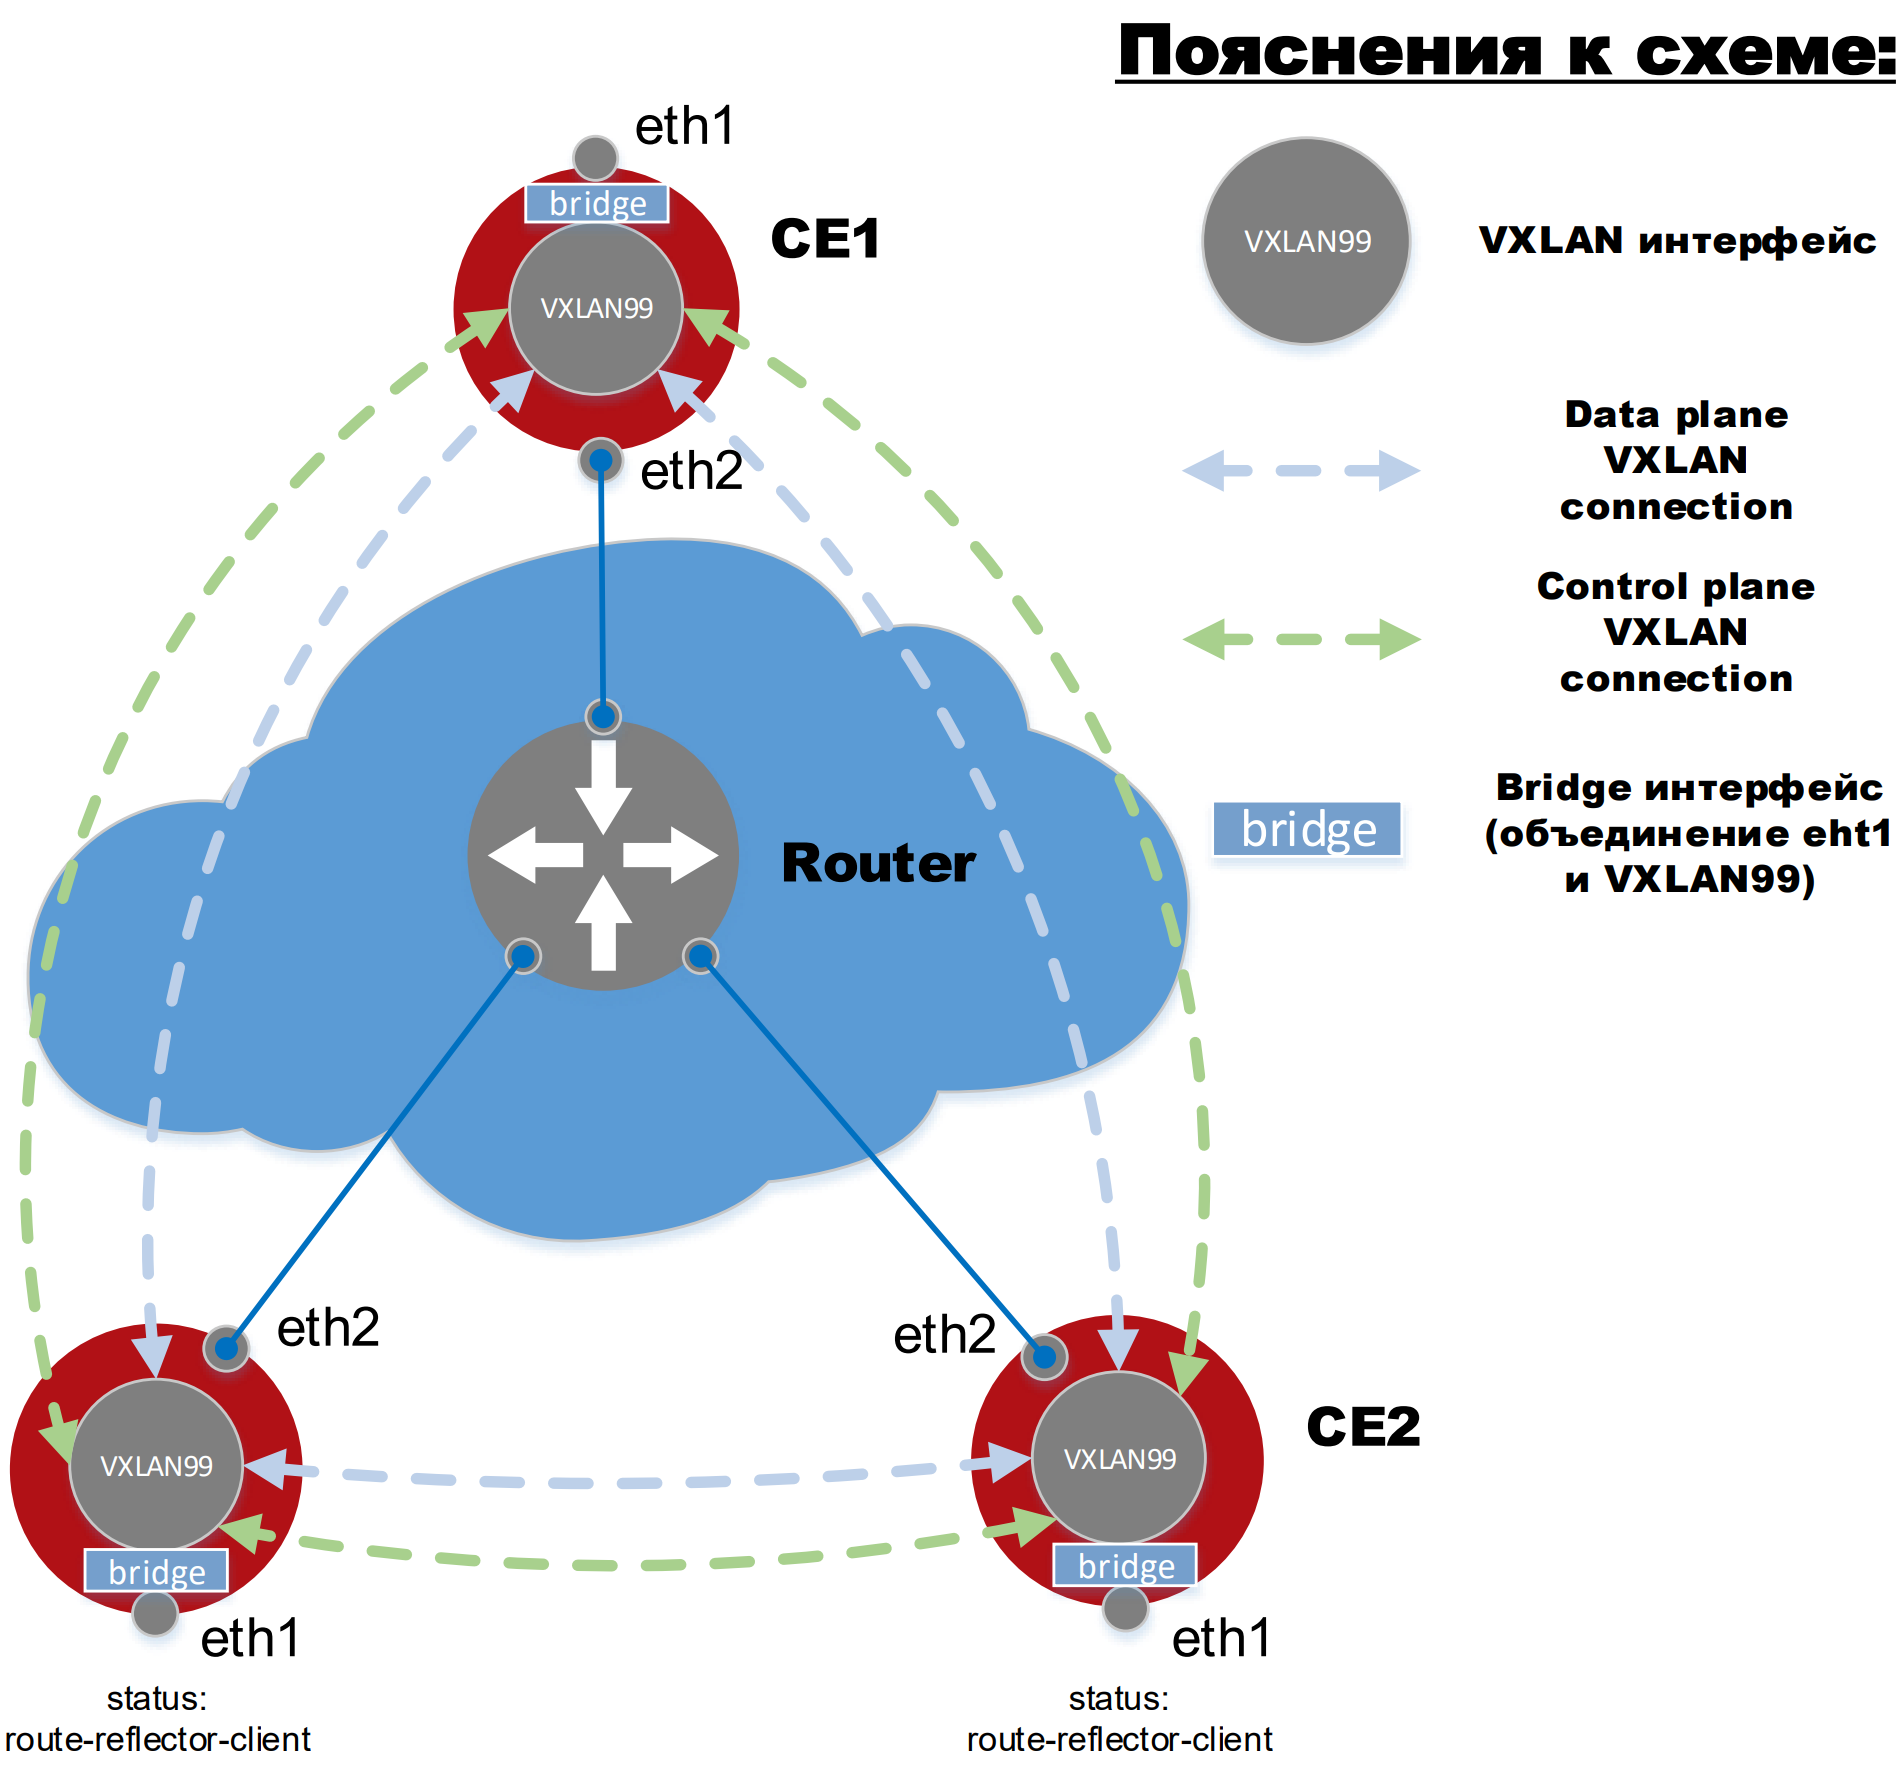 Пояснения к схеме:
eth1
bridge
CE1
VXLAN99
eth2
VXLAN99
VXLAN интерфейс
Data plane
VXLAN
connection
Control plane
VXLAN
connection
bridge
Bridge интерфейс
(объединение eht1
и VXLAN99)
Router
eth2
VXLAN99
bridge
eth1
status:
route-reflector-client
eth2
CE2
VXLAN99
bridge
eth1
status:
route-reflector-client